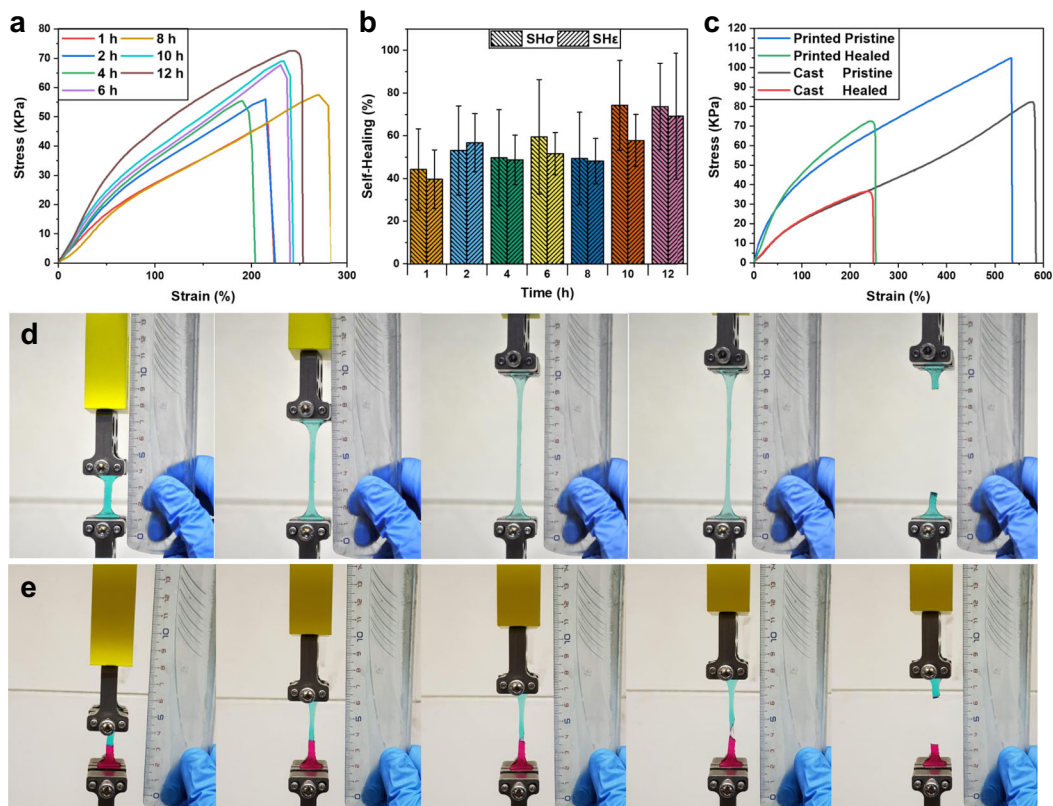 a
80
70
60
50
40
30
20
10
0
0 100 200 300
Stress (KPa)
Strain (%)
1 h 8 h
2 h 10 h
4 h 12 h
6 h
b
SHσ SHε
100
80
60
40
20
0
1 2 4 6 8 10 12
Self-Healing (%)
Time (h)
c
120
110
100
90
80
70
60
50
40
30
20
10
0
0 100 200 300 400 500 600
Stress (KPa)
Strain (%)
Printed Pristine
Printed Healed
Cast Pristine
Cast Healed
d
e